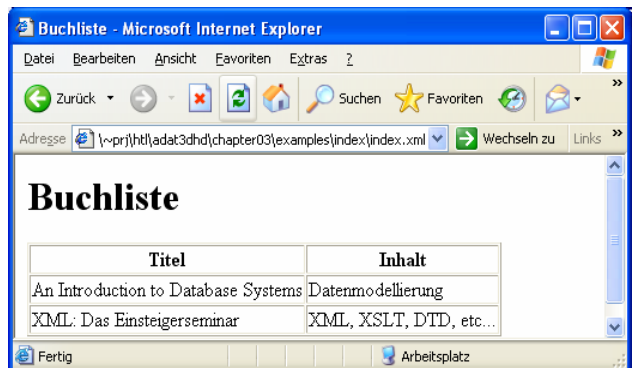 Buchliste - Microsoft Internet Explorer
Datei Bearbeiten Ansicht Favoriten Extras ?
Zurück Suchen Favoriten »
Adresse \~prj\htl\adat3dhd\chapter03\examples\index\index.xml Wechseln zu Links »
Buchliste
Titel Inhalt
An Introduction to Database Systems Datenmodellierung
XML: Das Einsteigerseminar XML, XSLT, DTD, etc...
Fertig Arbeitsplatz